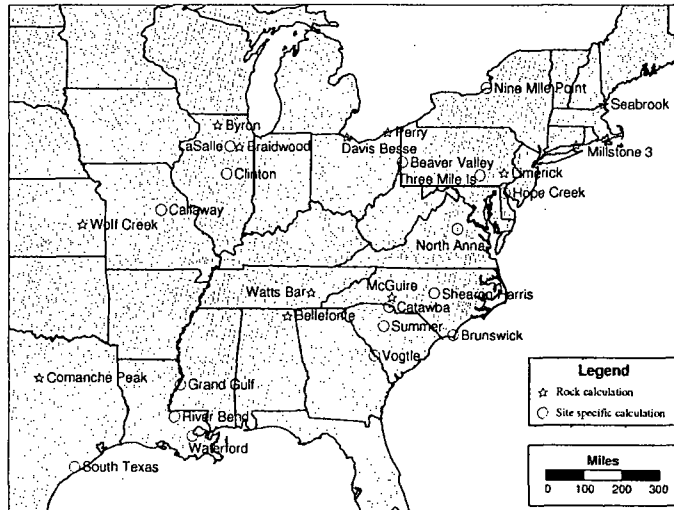 Nine Mile Point
Seabrook
Byron
Perry
aSalle
Braidwood
Davis Besse
Millstone 3
Beaver Valley
Limerick
Clinton
Three Mile Is
Hope Creek
Callaway
Wolf Creek
North Anna
Watts Bar
McGuire
Shearon Harris
Catawba
Bellefonte
Summer
Brunswick
Vogtle
Comanche Peak
Grand Gulf
River Bend
Waterford
South Texas
Legend
Rock calculation
Site specific calculation
Miles
0 100 200 300